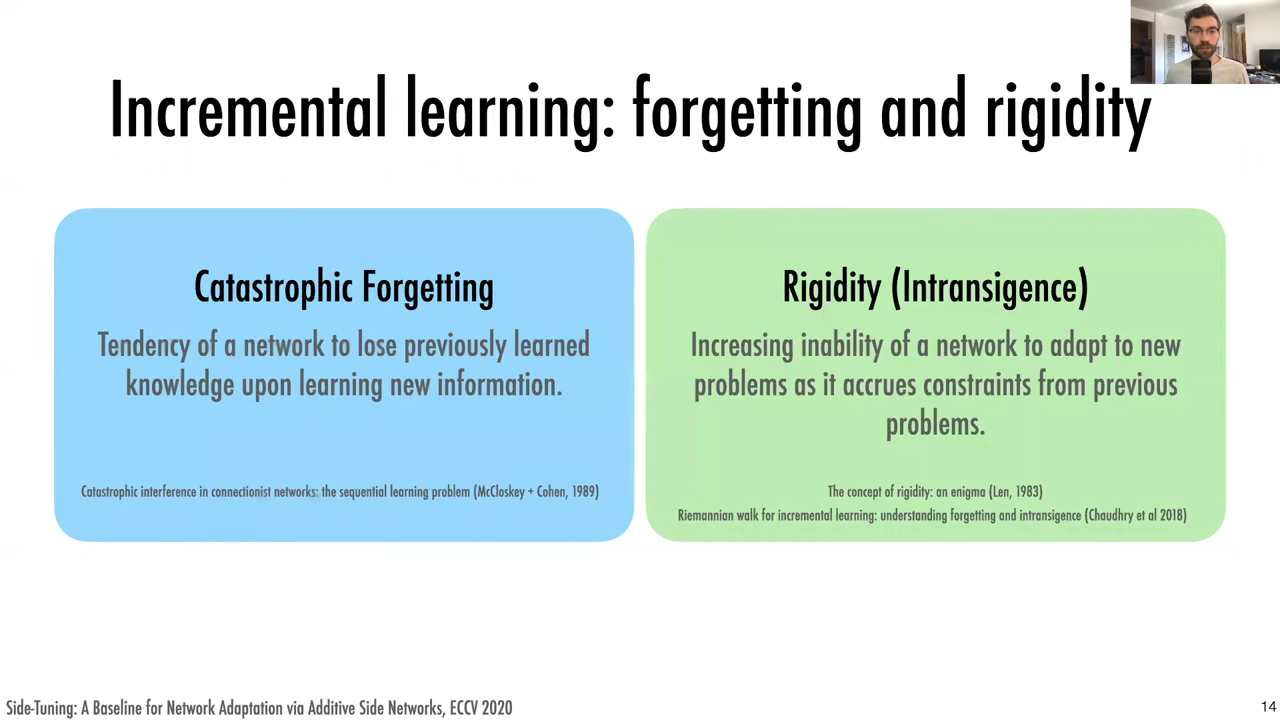 Incremental learning: forgetting and rigidity
Catastrophic Forgetting
Tendency of a network to lose previously learned
knowledge upon learning new information.
Catastrophic interference in connectionist networks: the sequential learning problem (McCloskey + Cohen, 1989)
Rigidity (Intransigence)
Increasing inability of a network to adapt to new
problems as it accrues constraints from previous
problems.
The concept of rigidity: an enigma (Len, 1983)
Riemannian walk for incremental learning: understanding forgetting and intransigence (Chaudhry et al 2018)
Side-Tuning: A Baseline for Network Adaptation via Additive Side Networks, ECCV 2020
14